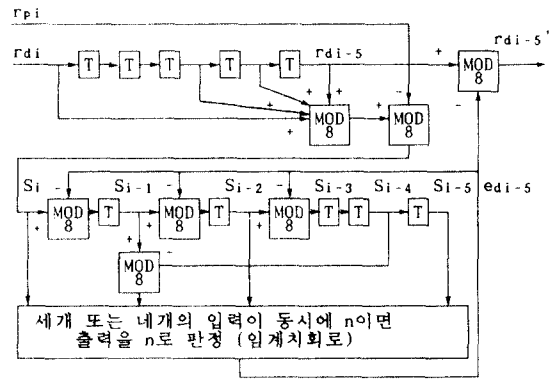 rpi
rdi T T T T T rdi-5 + MOD 8 rdi-5'
+ + + - -
+ MOD 8 + MOD 8
Si - Si-1 - Si-2 - Si-3 Si-4 Si-5 edi-5
MOD 8 T MOD 8 T MOD 8 T T T
+ + + + -
MOD 8
세개 또는 네개의 입력이 동시에 n이면
출력을 n로 판정 (임계치회로)